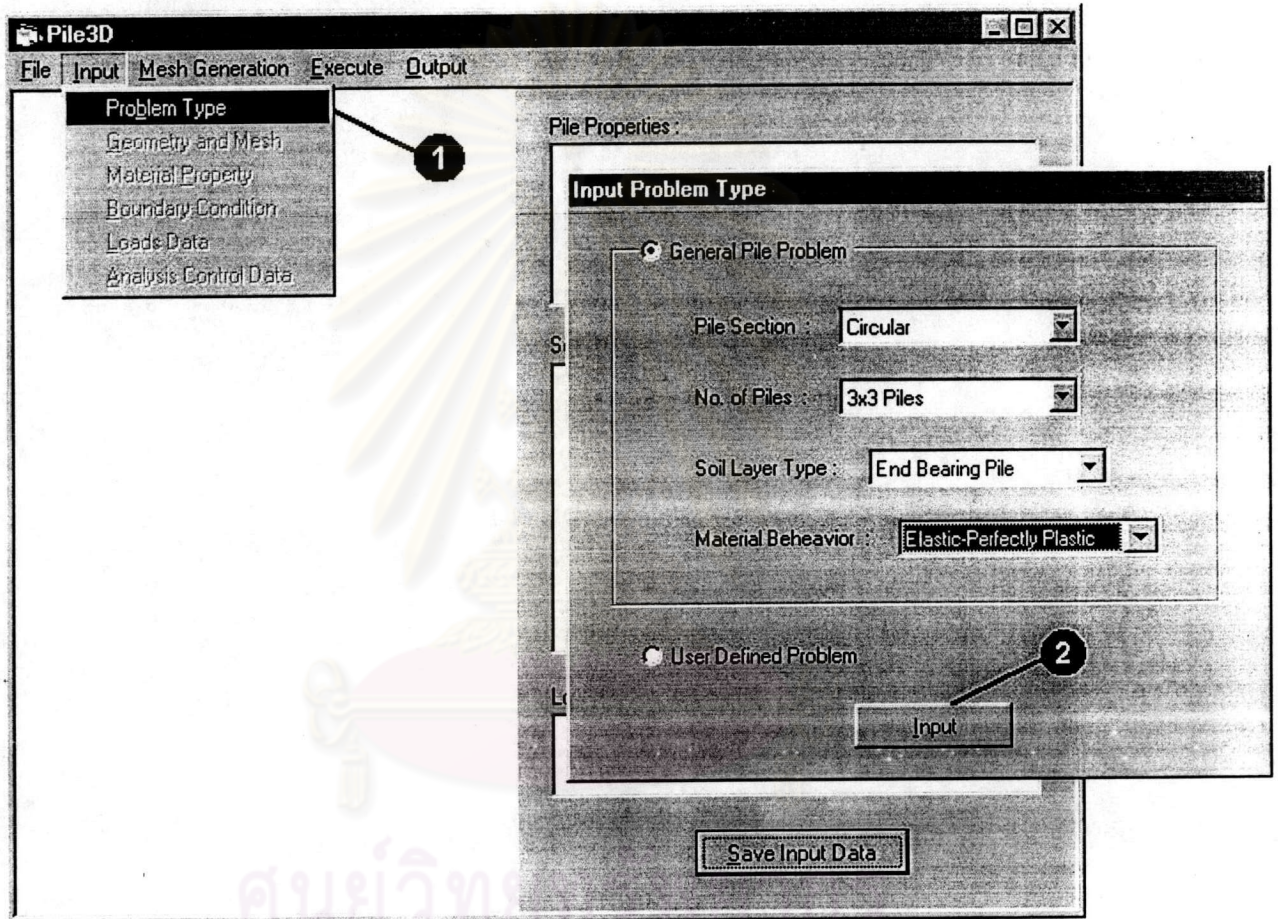 Pile3D
File Input Mesh Generation Execute Output
Problem Type
Geometry and Mesh
Material Property
Boundary Condition
Loads Data
Analysis Control Data
1
Pile Properties :
Input Problem Type
General Pile Problem
Pile Section : Circular
No. of Piles : 3x3 Piles
Soil Layer Type : End Bearing Pile
Material Beheavior : Elastic-Perfectly Plastic
User Defined Problem
2
Input
Save Input Data